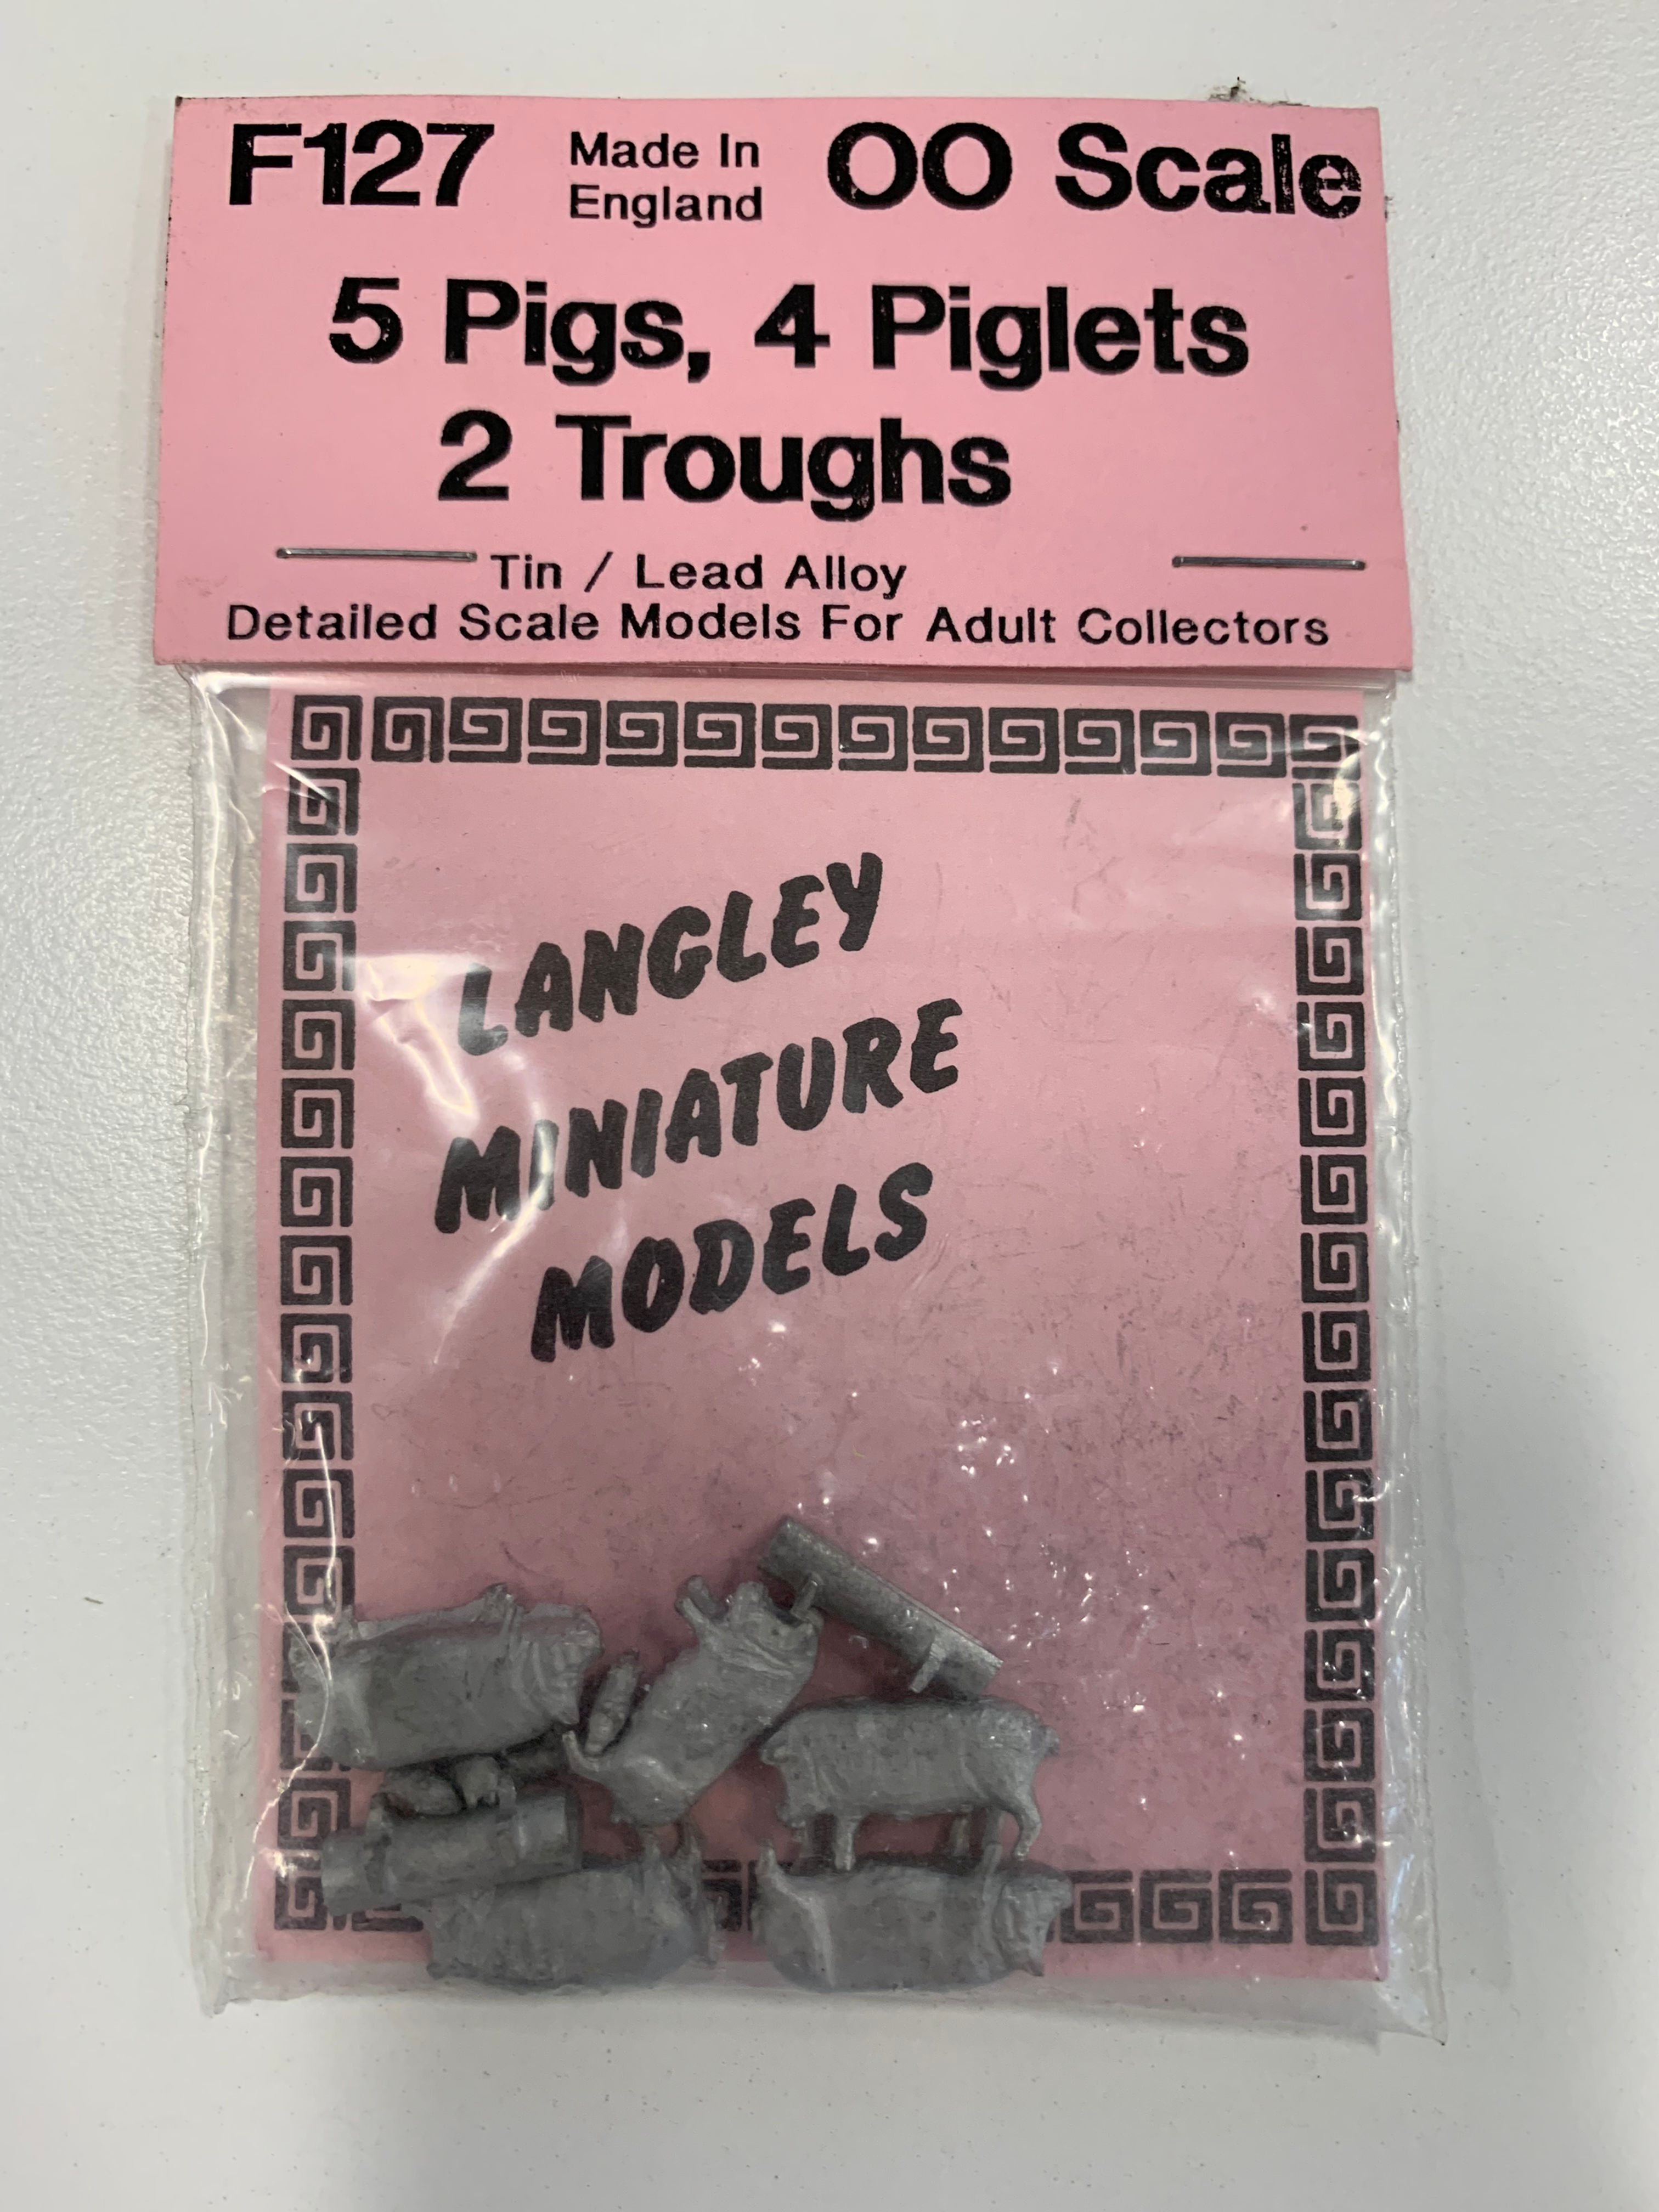 F127 Made In England OO Scale
5 Pigs, 4 Piglets
2 Troughs
Tin / Lead Alloy
Detailed Scale Models For Adult Collectors
LANGLEY
MINIATURE
MODELS